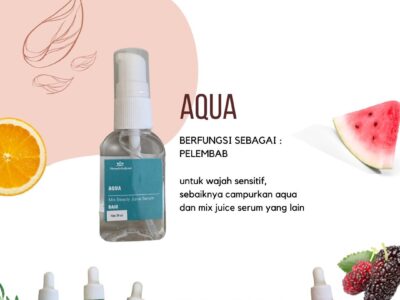 AQUA
BERFUNGSI SEBAGAI :
PELEMBAB
untuk wajah sensitif,
sebaiknya campurkan aqua
dan mix juice serum yang lain
AQUA
Mix Beauty Juice Serum